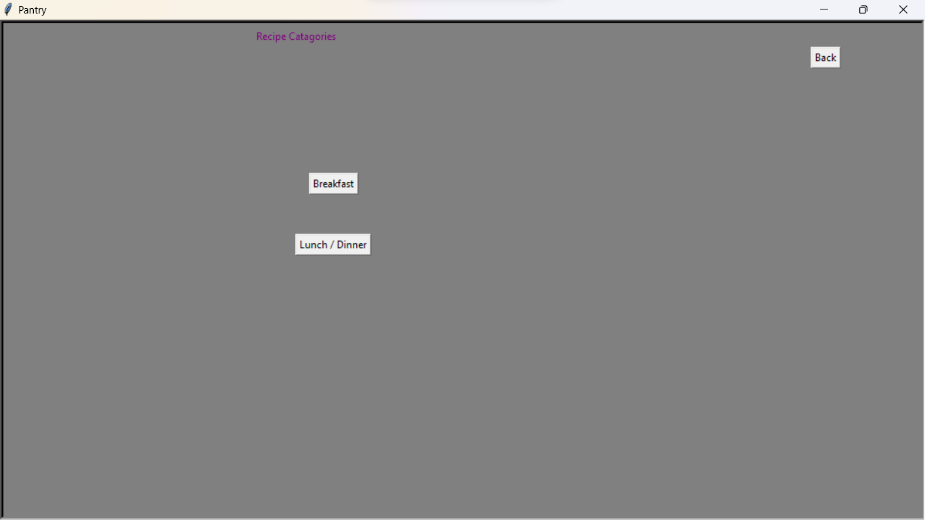 Pantry
Recipe Catagories
Back
Breakfast
Lunch / Dinner